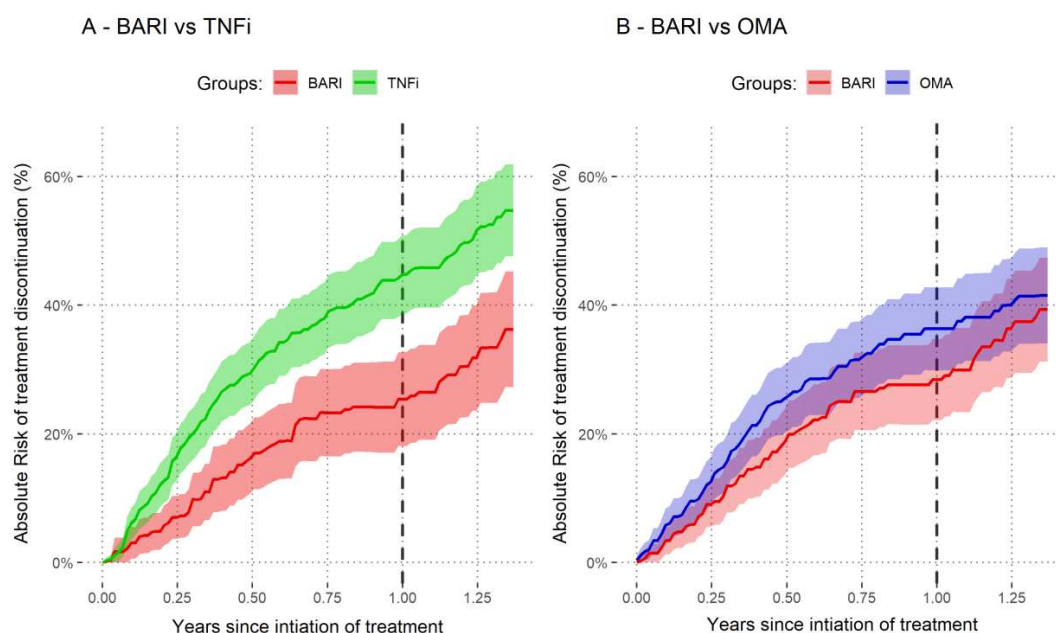 A - BARI vs TNFi
Groups: BARI TNFi
Absolute Risk of treatment discontinuation (%)
60%
40%
20%
0%
0.00 0.25 0.50 0.75 1.00 1.25
Years since intiation of treatment
B - BARI vs OMA
Groups: BARI OMA
Absolute Risk of treatment discontinuation (%)
60%
40%
20%
0%
0.00 0.25 0.50 0.75 1.00 1.25
Years since intiation of treatment